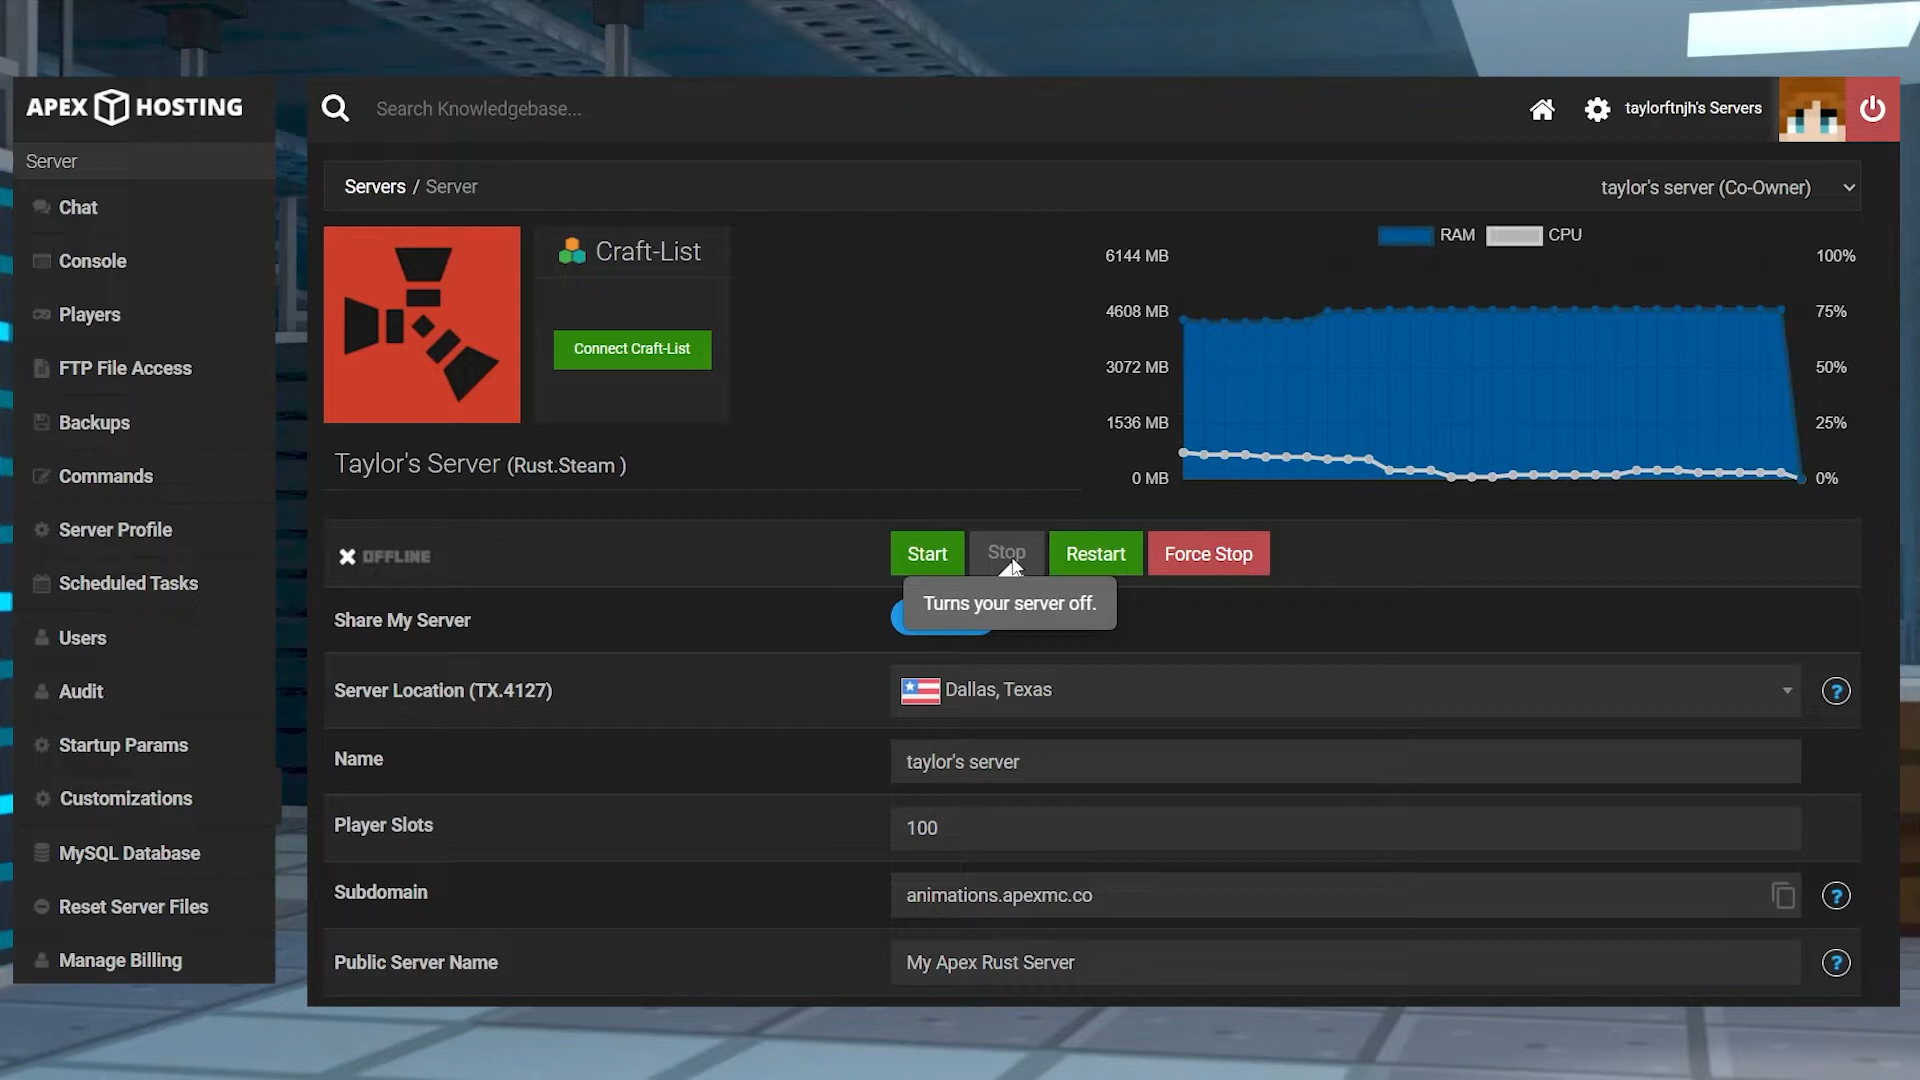 APEX HOSTING
Search Knowledgebase...
taylorftnjh's Servers
Server
Chat
Console
Players
FTP File Access
Backups
Commands
Server Profile
Scheduled Tasks
Users
Audit
Startup Params
Customizations
MySQL Database
Reset Server Files
Manage Billing
Servers / Server
taylor's server (Co-Owner)
Craft-List
Connect Craft-List
Taylor's Server (Rust.Steam )
RAM CPU
6144 MB 100%
4608 MB 75%
3072 MB 50%
1536 MB 25%
0 MB 0%
OFFLINE
Start Stop Restart Force Stop
Turns your server off.
Share My Server
Server Location (TX.4127) Dallas, Texas ?
Name taylor's server
Player Slots 100
Subdomain animations.apexmc.co ?
Public Server Name My Apex Rust Server ?